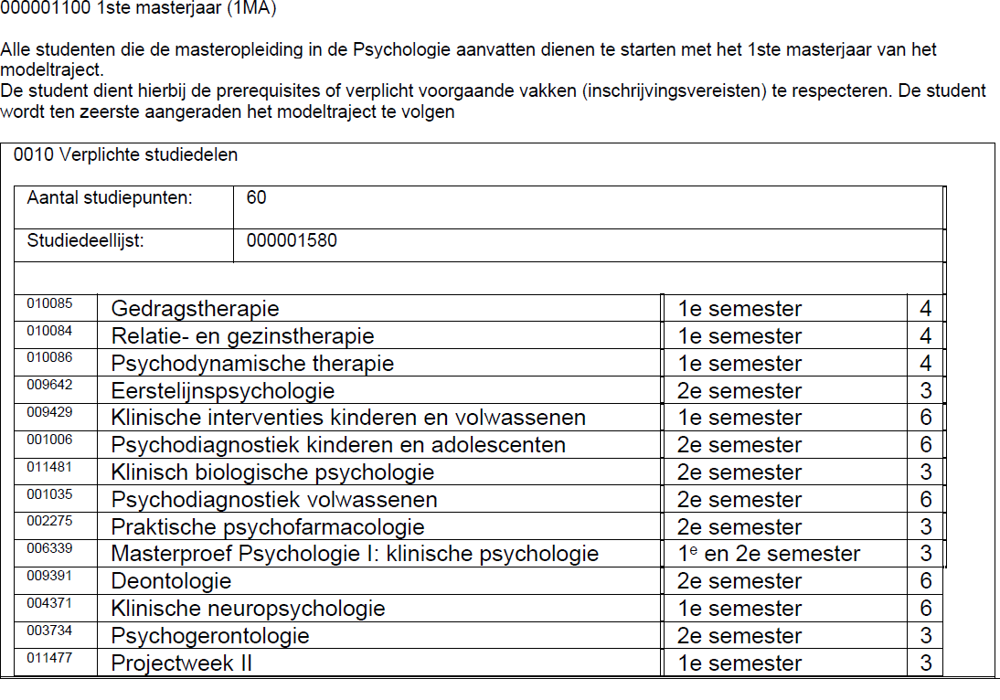 000001100 1ste masterjaar (1MA)
Alle studenten die de masteropleiding in de Psychologie aanvatten dienen te starten met het 1ste masterjaar van het
modeltraject.
De student dient hierbij de prerequisites of verplicht voorgaande vakken (inschrijvingsvereisten) te respecteren. De student
wordt ten zeerste aangeraden het modeltraject te volgen
0010 Verplichte studiedelen
Aantal studiepunten: 60
Studiedeellijst: 000001580
010085 Gedragstherapie 1e semester 4
010084 Relatie- en gezinstherapie 1e semester 4
010086 Psychodynamische therapie 1e semester 4
009642 Eerstelijnspsychologie 2e semester 3
009429 Klinische interventies kinderen en volwassenen 1e semester 6
001006 Psychodiagnostiek kinderen en adolescenten 2e semester 6
011481 Klinisch biologische psychologie 2e semester 3
001035 Psychodiagnostiek volwassenen 2e semester 6
002275 Praktische psychofarmacologie 2e semester 3
006339 Masterproef Psychologie I: klinische psychologie 1ᵉ en 2e semester 3
009391 Deontologie 2e semester 6
004371 Klinische neuropsychologie 1e semester 6
003734 Psychogerontologie 2e semester 3
011477 Projectweek II 1e semester 3